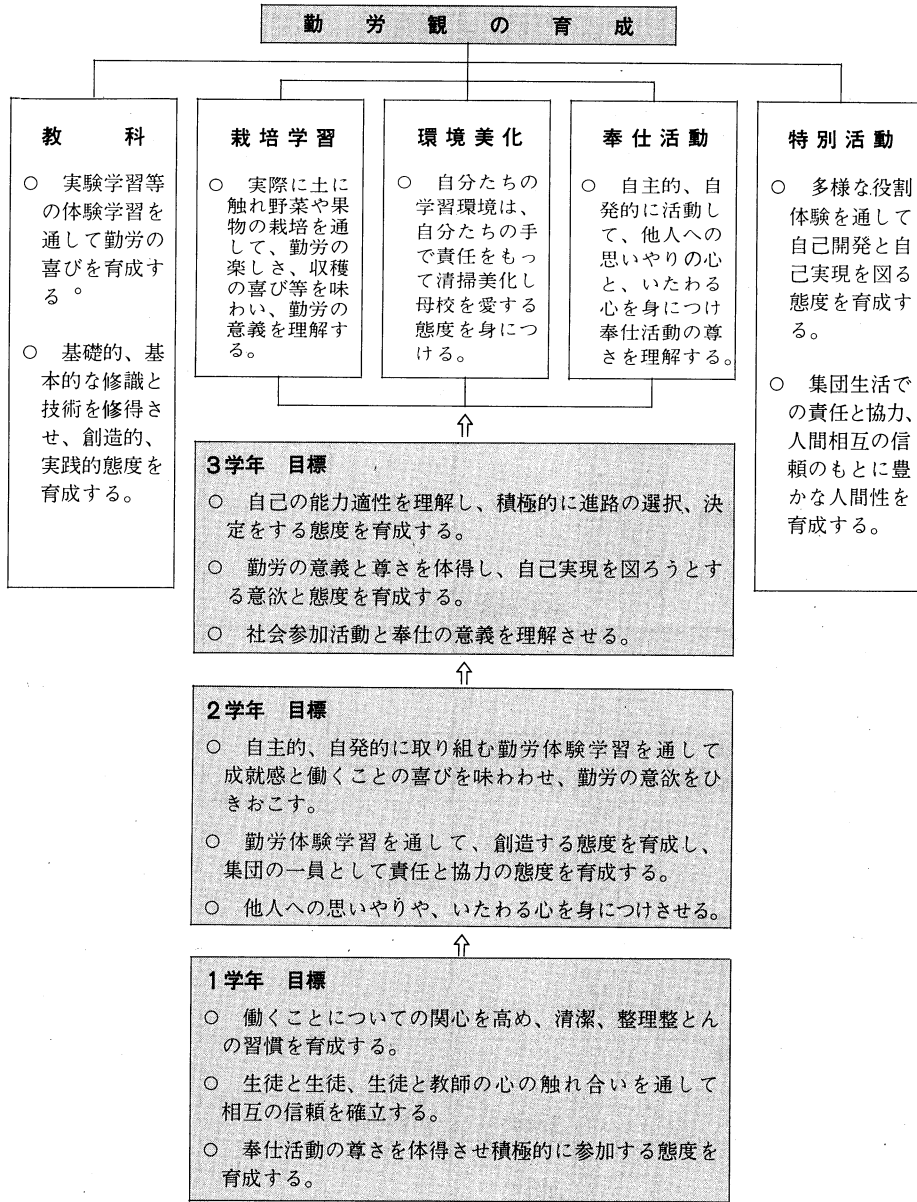 勤労観の育成
教科
○ 実験学習等
の体験学習を
通して勤労の
喜びを育成す
る。
○ 基礎的、基
本的な修識と
技術を修得さ
せ、創造的、
実践的態度を
育成する。
栽培学習
○ 実際に土に
触れ野菜や果
物の栽培を通
して、勤労の
楽しさ、収穫
の喜び等を味
わい、勤労の
意義を理解す
る。
環境美化
○ 自分たちの
学習環境は、
自分たちの手
で責任をもっ
て清掃美化し
母校を愛する
態度を身につ
ける。
奉仕活動
○ 自主的、自
発的に活動し
て、他人への
思いやりの心
と、いたわる
心を身につけ
奉仕活動の尊
さを理解する。
特別活動
○ 多様な役割
体験を通して
自己開発と自
己実現を図る
態度を育成す
る。
○ 集団生活で
の責任と協力、
人間相互の信
頼のもとに豊
かな人間性を
育成する。
3学年 目標
○ 自己の能力適性を理解し、積極的に進路の選択、決
定をする態度を育成する。
○ 勤労の意義と尊さを体得し、自己実現を図ろうとす
る意欲と態度を育成する。
○ 社会参加活動と奉仕の意義を理解させる。
2学年 目標
○ 自主的、自発的に取り組む勤労体験学習を通して
成就感と働くことの喜びを味わわせ、勤労の意欲をひ
きおこす。
○ 勤労体験学習を通して、創造する態度を育成し、
集団の一員として責任と協力の態度を育成する。
○ 他人への思いやりや、いたわる心を身につけさせる。
1学年 目標
○ 働くことについての関心を高め、清潔、整理整とん
の習慣を育成する。
○ 生徒と生徒、生徒と教師の心の触れ合いを通して
相互の信頼を確立する。
○ 奉仕活動の尊さを体得させ積極的に参加する態度を
育成する。